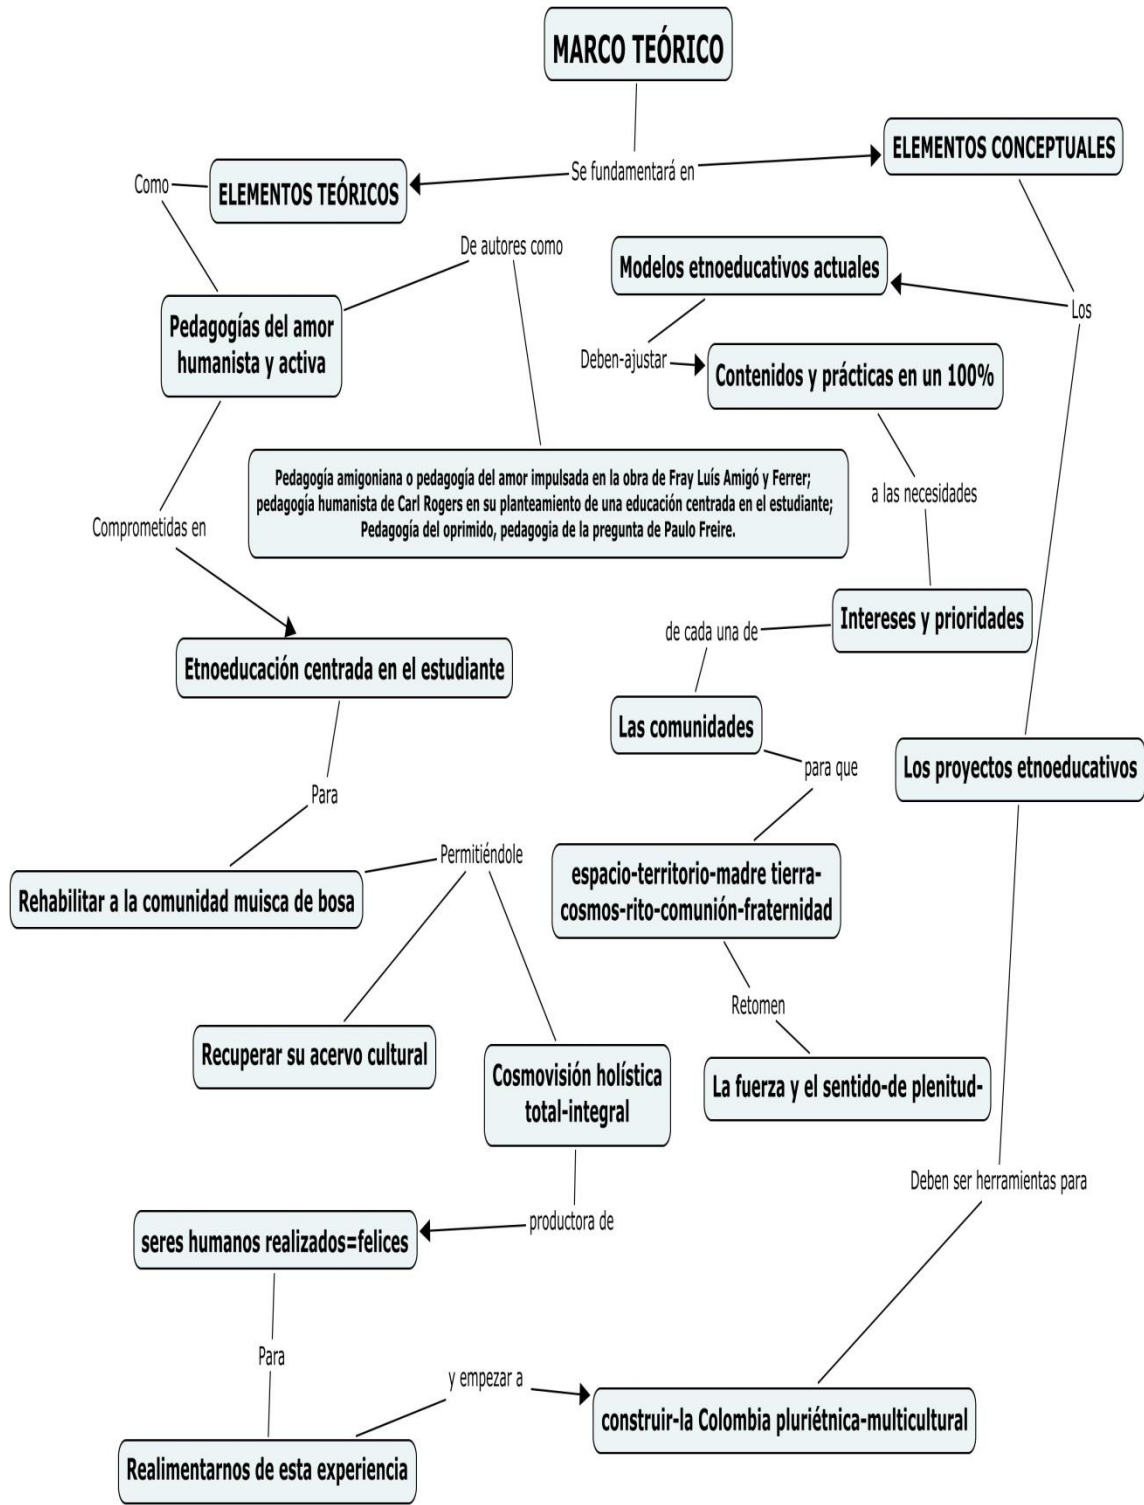 MARCO TEÓRICO
Se fundamentará en
ELEMENTOS TEÓRICOS
ELEMENTOS CONCEPTUALES
Como
De autores como
Pedagogías del amor
humanista y activa
Pedagogía amigoniana o pedagogía del amor impulsada en la obra de Fray Luís Amigó y Ferrer;
pedagogía humanista de Carl Rogers en su planteamiento de una educación centrada en el estudiante;
Pedagogía del oprimido, pedagogia de la pregunta de Paulo Freire.
Comprometidas en
Etnoeducación centrada en el estudiante
Para
Rehabilitar a la comunidad muisca de bosa
Permitiéndole
Recuperar su acervo cultural
Cosmovisión holística
total-integral
productora de
seres humanos realizados=felices
Para
Realimentarnos de esta experiencia
y empezar a
construir-la Colombia pluriétnica-multicultural
Los
Modelos etnoeducativos actuales
Deben-ajustar
Contenidos y prácticas en un 100%
a las necesidades
Intereses y prioridades
de cada una de
Las comunidades
para que
espacio-territorio-madre tierra-
cosmos-rito-comunión-fraternidad
Retomen
La fuerza y el sentido-de plenitud-
Los proyectos etnoeducativos
Deben ser herramientas para